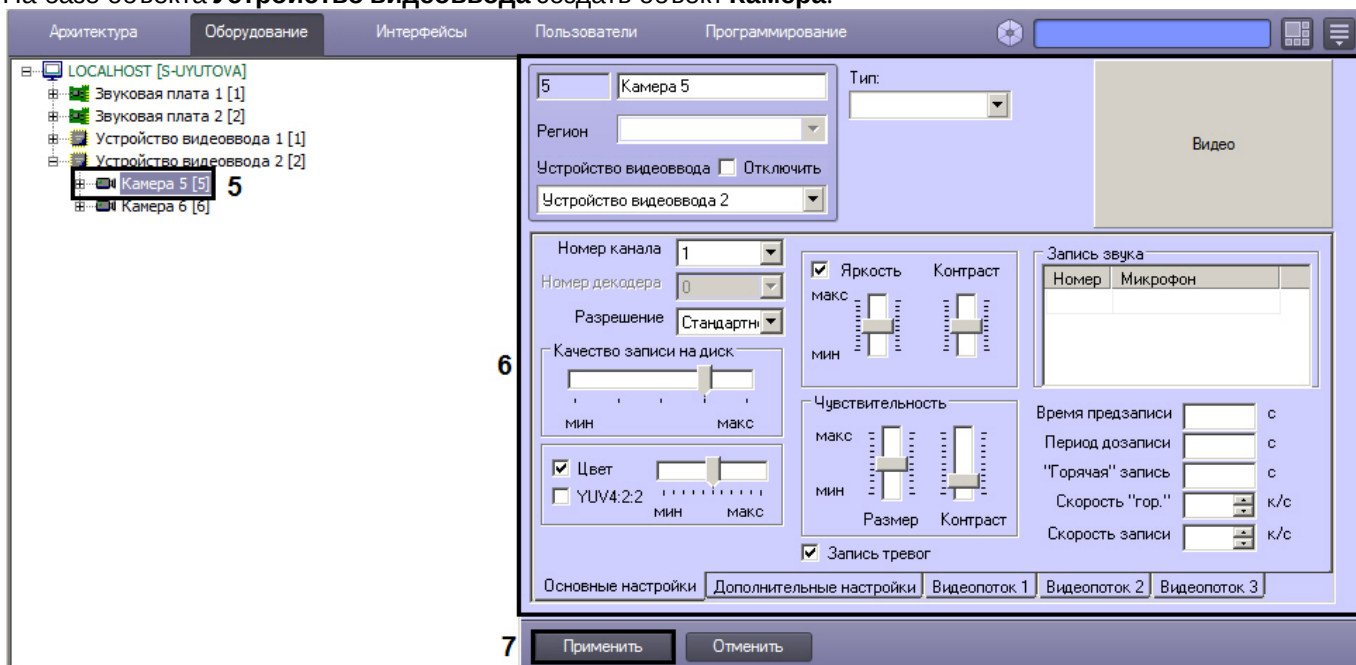 На базе объекта Устройство видеоввода создать объект Камера.
Архитектура Оборудование Интерфейсы Пользователи Программирование
LOCALHOST [S-UYUTOVA]
Звуковая плата 1 [1]
Звуковая плата 2 [2]
Устройство видеоввода 1 [1]
Устройство видеоввода 2 [2]
Камера 5 [5]
5
Камера 6 [6]
5 Камера 5
Тип:
Регион
Устройство видеоввода Отключить
Устройство видеоввода 2
Видео
6
Номер канала 1
Номер декодера 0
Разрешение Стандартн
Качество записи на диск
мин макс
Цвет
YUV4:2:2
мин макс
Яркость Контраст
макс
мин
Чувствительность
макс
мин
Размер Контраст
Запись тревог
Запись звука
Номер Микрофон
Время предзаписи с
Период дозаписи с
"Горячая" запись с
Скорость "гор." к/с
Скорость записи к/с
Основные настройки Дополнительные настройки Видеопоток 1 Видеопоток 2 Видеопоток 3
7
Применить Отменить